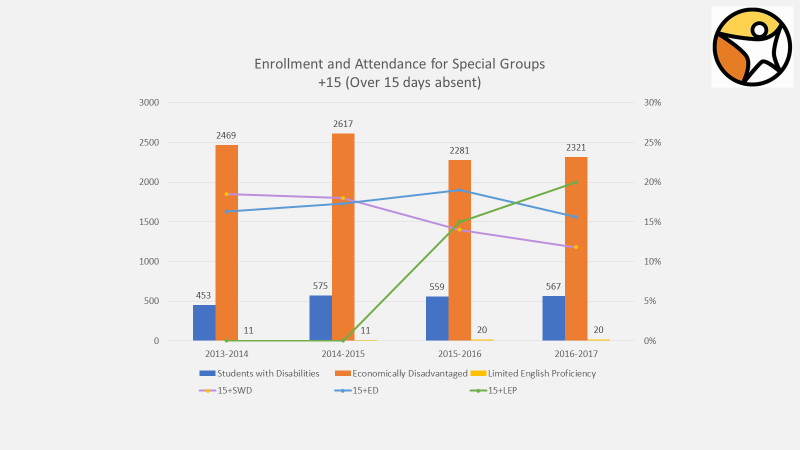 Enrollment and Attendance for Special Groups
+15 (Over 15 days absent)
3000 30%
2469 2617 2281 2321
2500 25%
2000 20%
1500 15%
1000 10%
453 575 559 567
500 5%
11 11 20 20
0 0%
2013-2014 2014-2015 2015-2016 2016-2017
Students with Disabilities Economically Disadvantaged Limited English Proficiency
15+SWD 15+ED 15+LEP